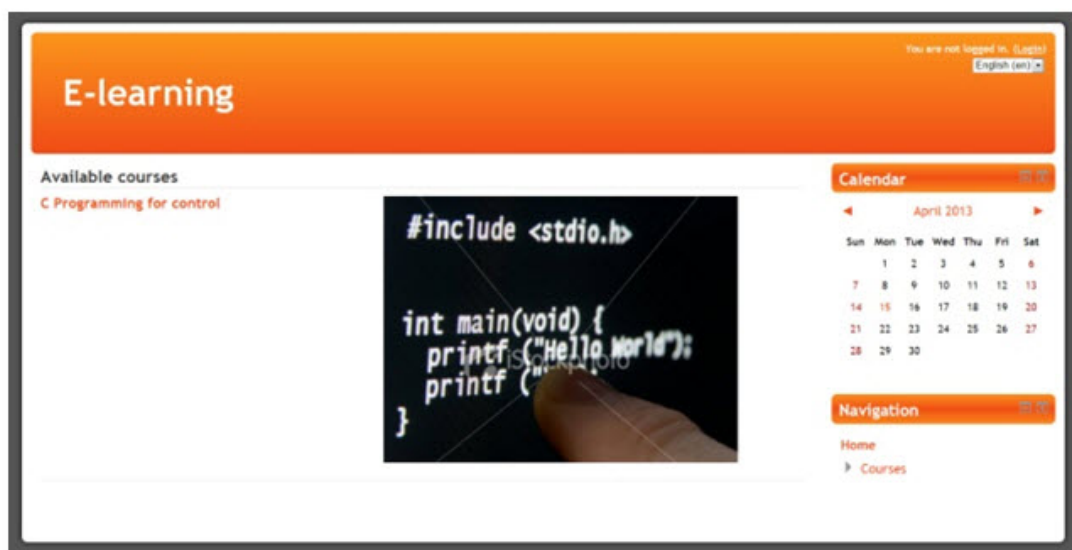 You are not logged in. (Login)
English (en)
E-learning
Available courses
C Programming for control
#include <stdio.h>
int main(void) {
printf ("Hello World");
printf ("
}
iStockphoto
Calendar
April 2013
Sun Mon Tue Wed Thu Fri Sat
1 2 3 4 5 6
7 8 9 10 11 12 13
14 15 16 17 18 19 20
21 22 23 24 25 26 27
28 29 30
Navigation
Home
Courses